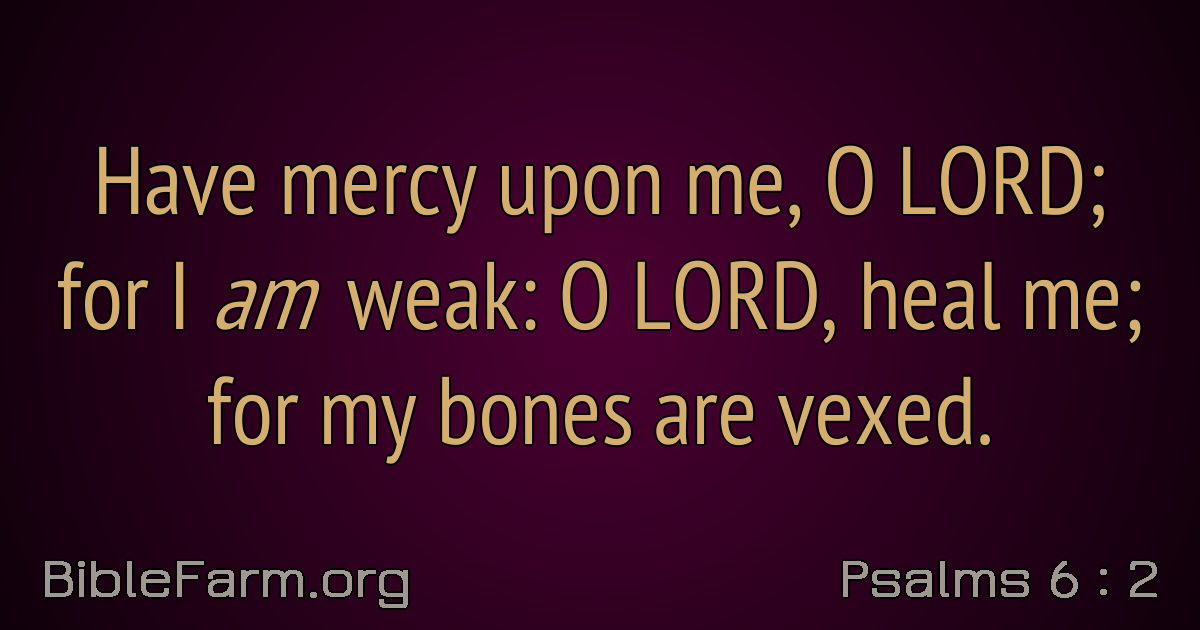 Have mercy upon me, O LORD;
for I am weak: O LORD, heal me;
for my bones are vexed.
BibleFarm.org
Psalms 6 : 2